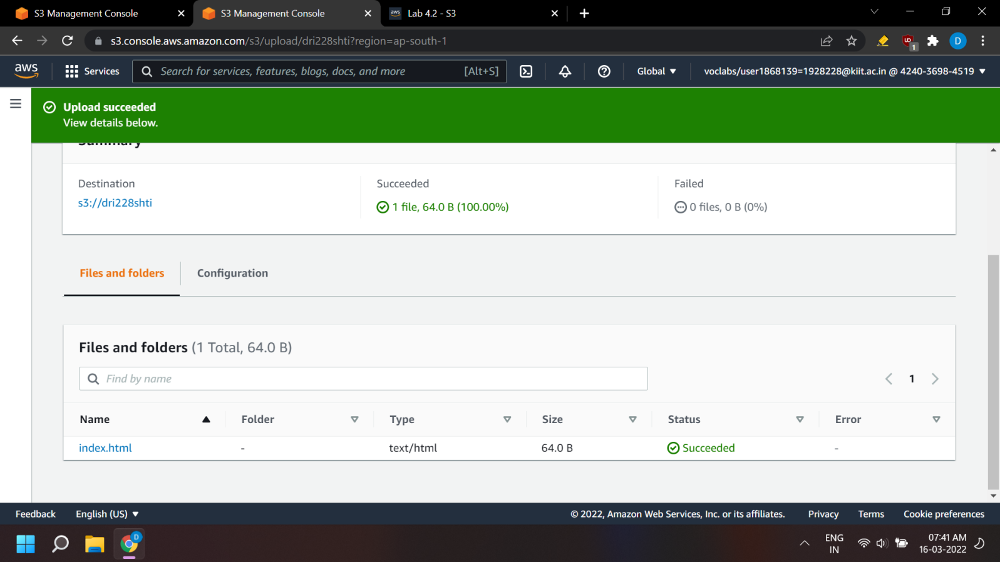 S3 Management Console
S3 Management Console
aws
Lab 4.2 - S3
s3.console.aws.amazon.com/s3/upload/dri228shti?region=ap-south-1
UD
1
D
aws
Services
Search for services, features, blogs, docs, and more
[Alt+S]
Global
voclabs/user1868139=1928228@kiit.ac.in @ 4240-3698-4519
Upload succeeded
View details below.
Summary
Destination
Succeeded
Failed
s3://dri228shti
1 file, 64.0 B (100.00%)
0 files, 0 B (0%)
Files and folders
Configuration
Files and folders (1 Total, 64.0 B)
Find by name
1
Name
Folder
Type
Size
Status
Error
index.html
-
text/html
64.0 B
Succeeded
-
Feedback
English (US)
© 2022, Amazon Web Services, Inc. or its affiliates.
Privacy
Terms
Cookie preferences
D
ENG
IN
07:41 AM
16-03-2022